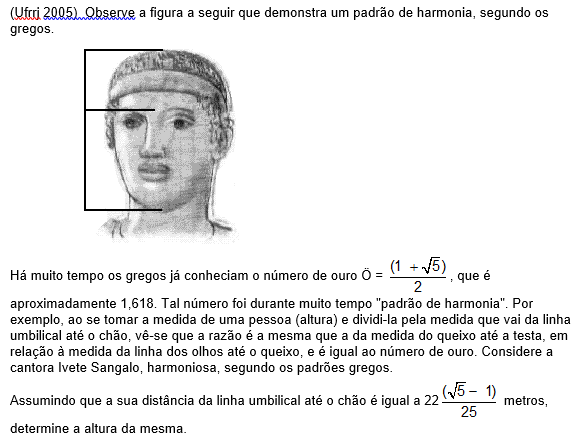 (Ufrrj 2005) Observe a figura a seguir que demonstra um padrão de harmonia, segundo os
gregos.
Há muito tempo os gregos já conheciam o número de ouro Ö = (1 + √5)/2, que é
aproximadamente 1,618. Tal número foi durante muito tempo "padrão de harmonia". Por
exemplo, ao se tomar a medida de uma pessoa (altura) e dividi-la pela medida que vai da linha
umbilical até o chão, vê-se que a razão é a mesma que a da medida do queixo até a testa, em
relação à medida da linha dos olhos até o queixo, e é igual ao número de ouro. Considere a
cantora Ivete Sangalo, harmoniosa, segundo os padrões gregos.
Assumindo que a sua distância da linha umbilical até o chão é igual a 22 (√5 – 1)/25 metros,
determine a altura da mesma.